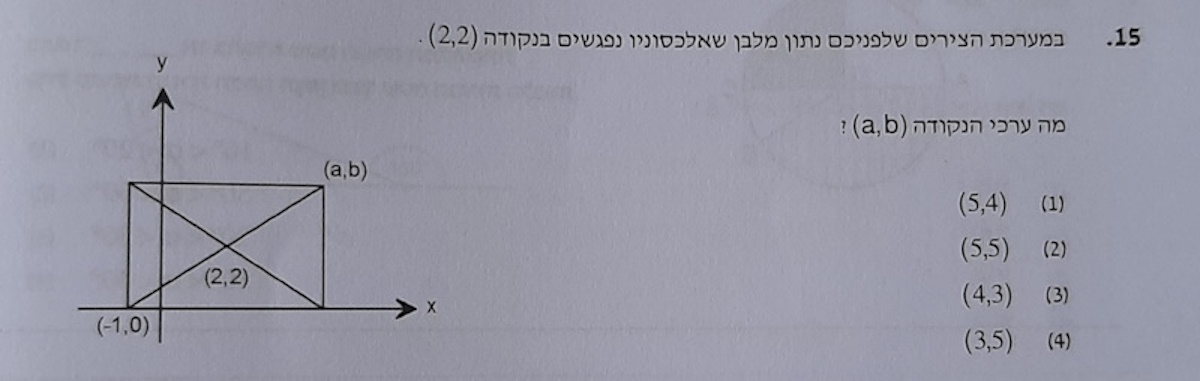 15. במערכת הצירים שלפניכם נתון מלבן שאלכסוניו נפגשים בנקודה (2,2).
מה ערכי הנקודה (a,b)?
(1) (5,4)
(2) (5,5)
(3) (4,3)
(4) (3,5)
y
(a,b)
(2,2)
x
(-1,0)